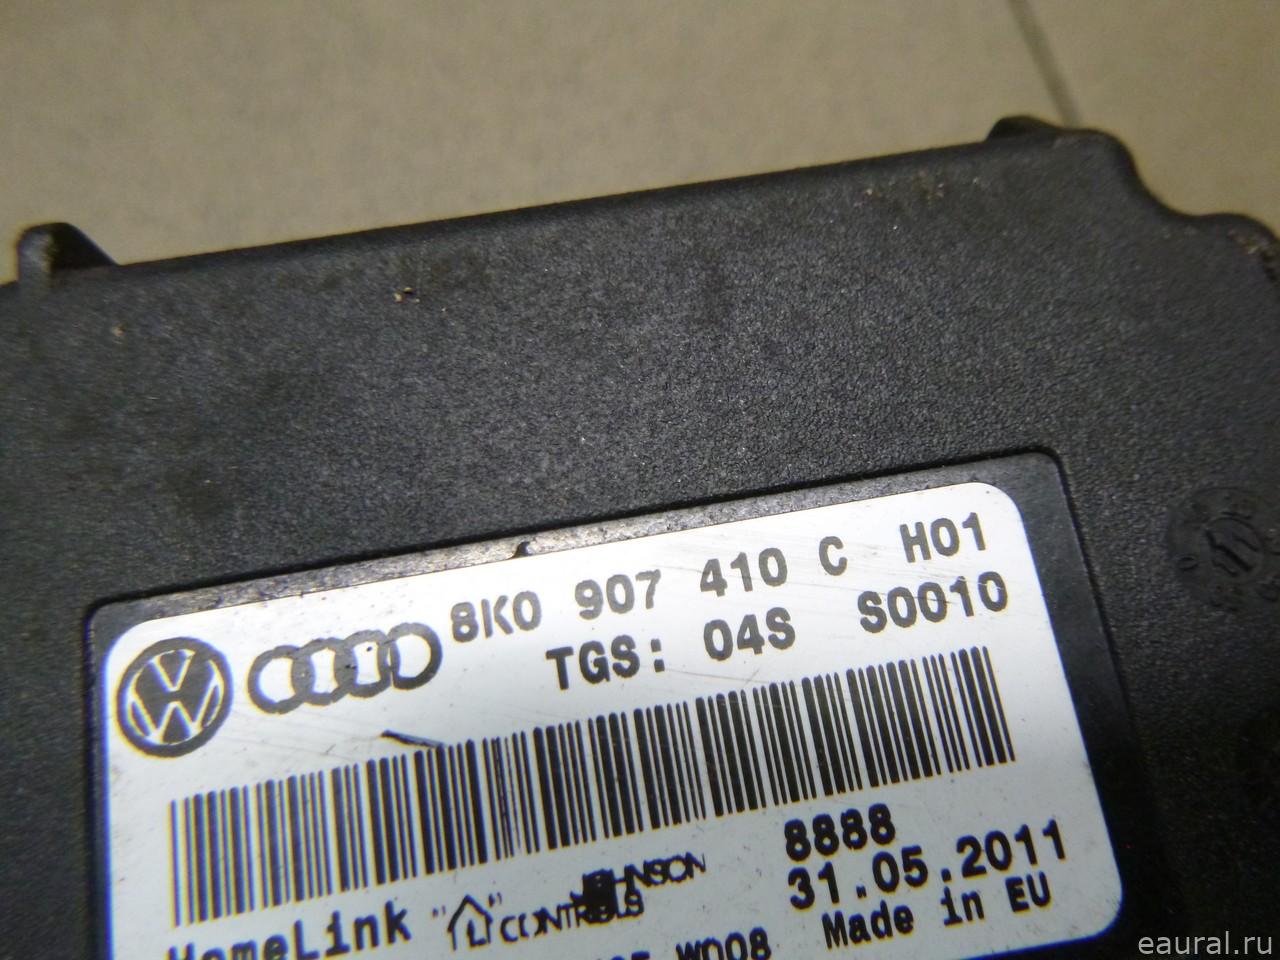 8K0 907 410 C H01
TGS: 04S S0010
8888
31.05.2011
HomeLink JOHNSON CONTROLS
Made in EU
W008
eaural.ru